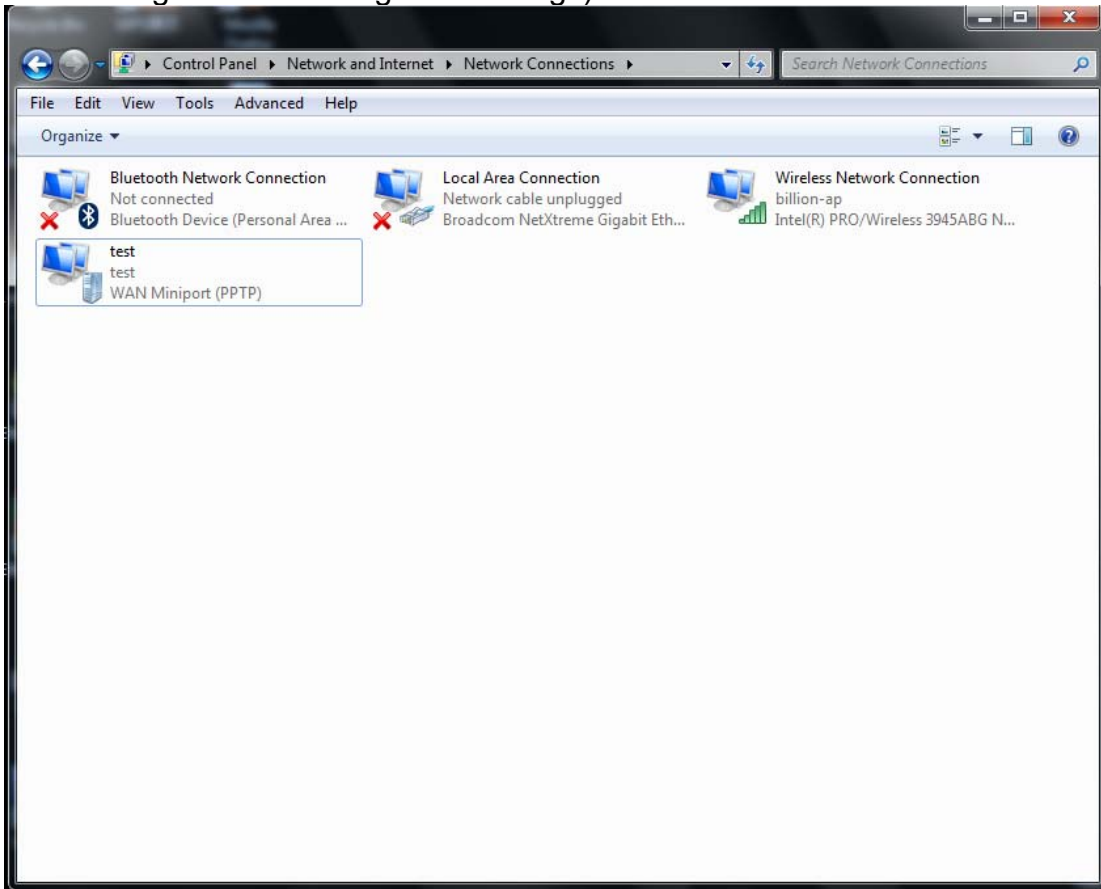 Control Panel ▸ Network and Internet ▸ Network Connections ▸
Search Network Connections
File Edit View Tools Advanced Help
Organize
Bluetooth Network Connection
Not connected
Bluetooth Device (Personal Area ...
Local Area Connection
Network cable unplugged
Broadcom NetXtreme Gigabit Eth...
Wireless Network Connection
billion-ap
Intel(R) PRO/Wireless 3945ABG N...
test
test
WAN Miniport (PPTP)